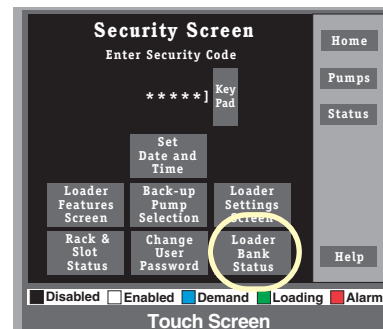 Security Screen
Enter Security Code
*****]
Key
Pad
Set
Date and
Time
Loader
Features
Screen
Back-up
Pump
Selection
Loader
Settings
Screen
Rack &
Slot
Status
Change
User
Password
Loader
Bank
Status
Home
Pumps
Status
Help
Disabled Enabled Demand Loading Alarm
Touch Screen